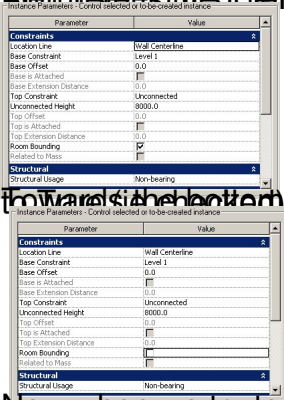 Instance Parameters - Control selected or to-be-created instance
Parameter Value
Constraints
Location Line Wall Centerline
Base Constraint Level 1
Base Offset 0.0
Base is Attached
Base Extension Distance 0.0
Top Constraint Unconnected
Unconnected Height 8000.0
Top Offset 0.0
Top is Attached
Top Extension Distance 0.0
Room Bounding
Related to Mass
Structural
Structural Usage Non-bearing
Instance Parameters - Control selected or to-be-created instance
Parameter Value
Constraints
Location Line Wall Centerline
Base Constraint Level 1
Base Offset 0.0
Base is Attached
Base Extension Distance 0.0
Top Constraint Unconnected
Unconnected Height 8000.0
Top Offset 0.0
Top is Attached
Top Extension Distance 0.0
Room Bounding
Structural
Structural Usage Non-bearing